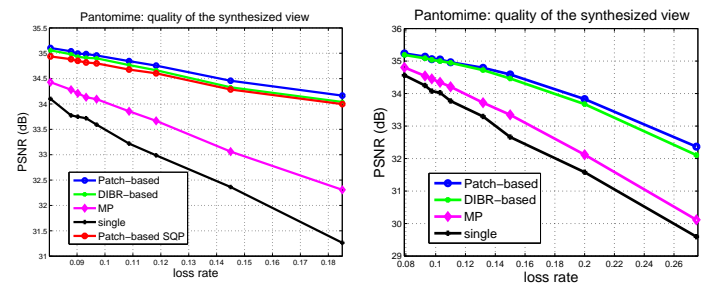 Pantomime: quality of the synthesized view
35.5
35
34.5
34
33.5
33
32.5
32
31.5
31
PSNR (dB)
Patch−based
DIBR−based
MP
single
Patch−based SQP
0.09 0.1 0.11 0.12 0.13 0.14 0.15 0.16 0.17 0.18
loss rate
Pantomime: quality of the synthesized view
36
35
34
33
32
31
30
29
PSNR (dB)
Patch−based
DIBR−based
MP
single
0.08 0.1 0.12 0.14 0.16 0.18 0.2 0.22 0.24 0.26
loss rate